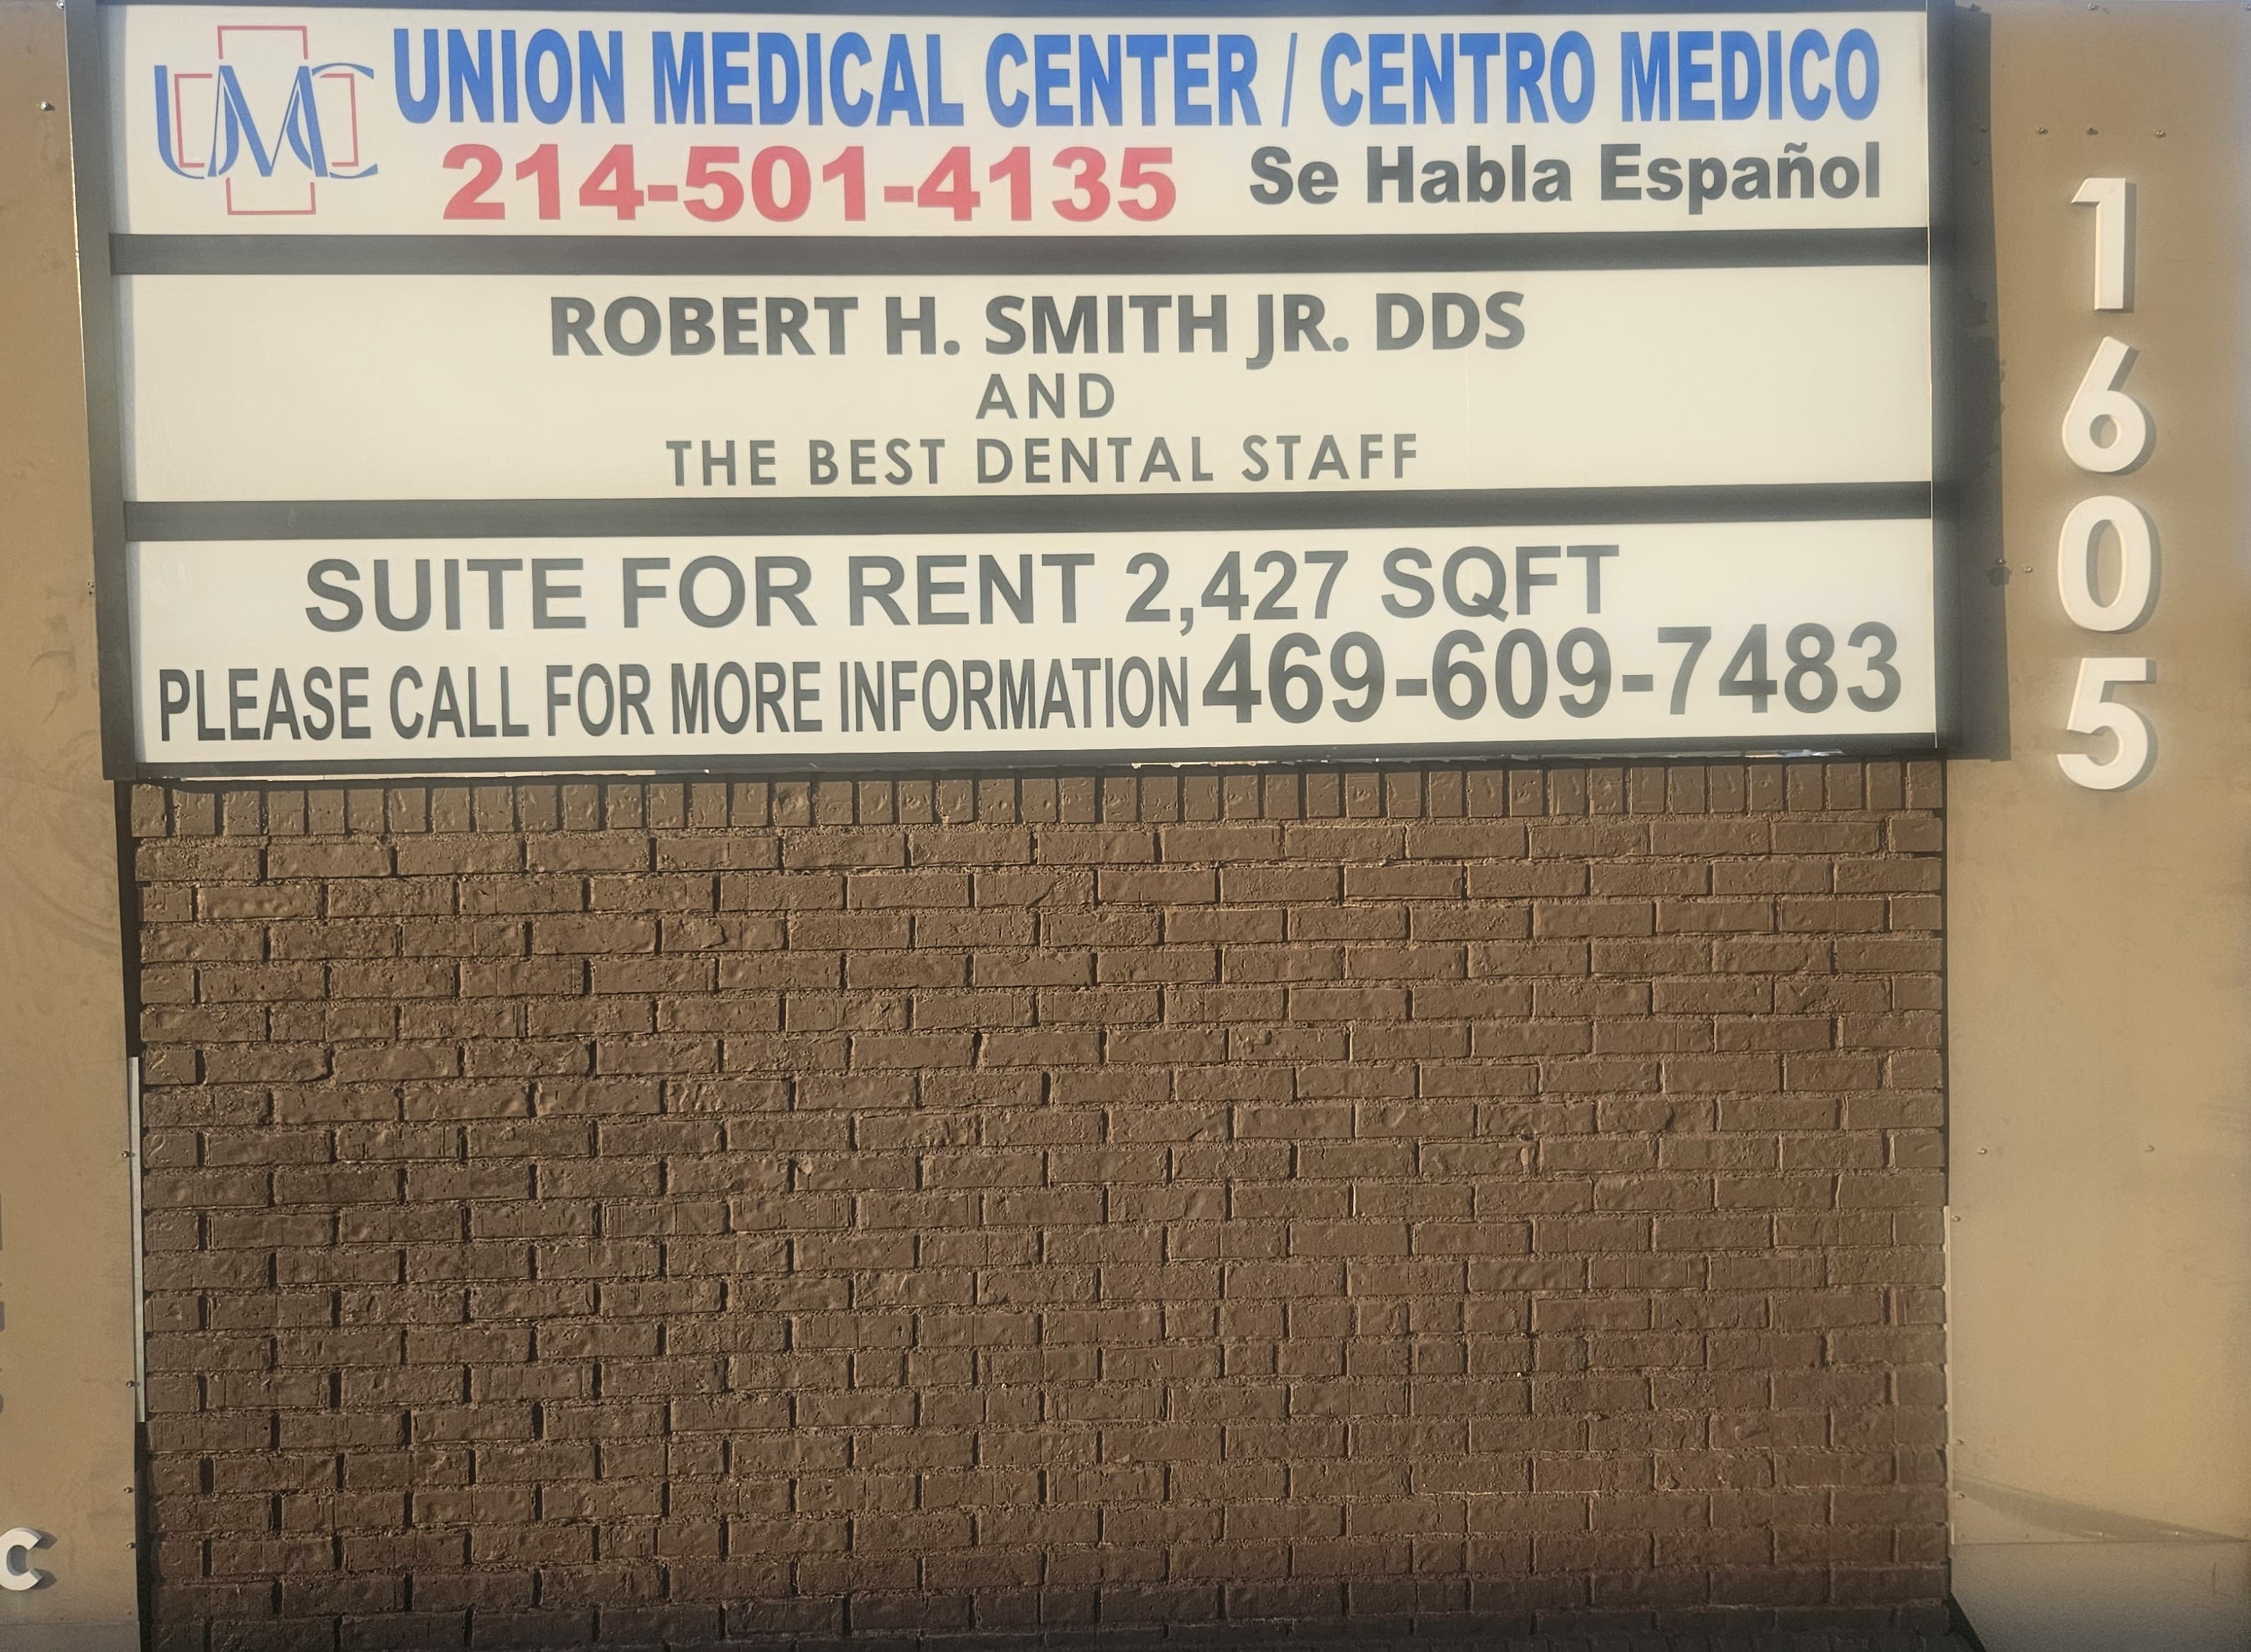 UMC UNION MEDICAL CENTER / CENTRO MEDICO
214-501-4135 Se Habla Español
ROBERT H. SMITH JR. DDS
AND
THE BEST DENTAL STAFF
SUITE FOR RENT 2,427 SQFT
PLEASE CALL FOR MORE INFORMATION 469-609-7483
1605
C